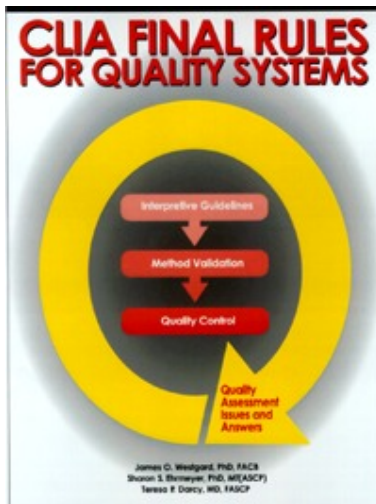 CLIA FINAL RULES
FOR QUALITY SYSTEMS
Interpretive Guidelines
Method Validation
Quality Control
Quality
Assessment
Issues and
Answers
James O. Westgard, PhD, FACB
Sharon S. Ehrmeyer, PhD, MT(ASCP)
Teresa P. Darcy, MD, FASCP